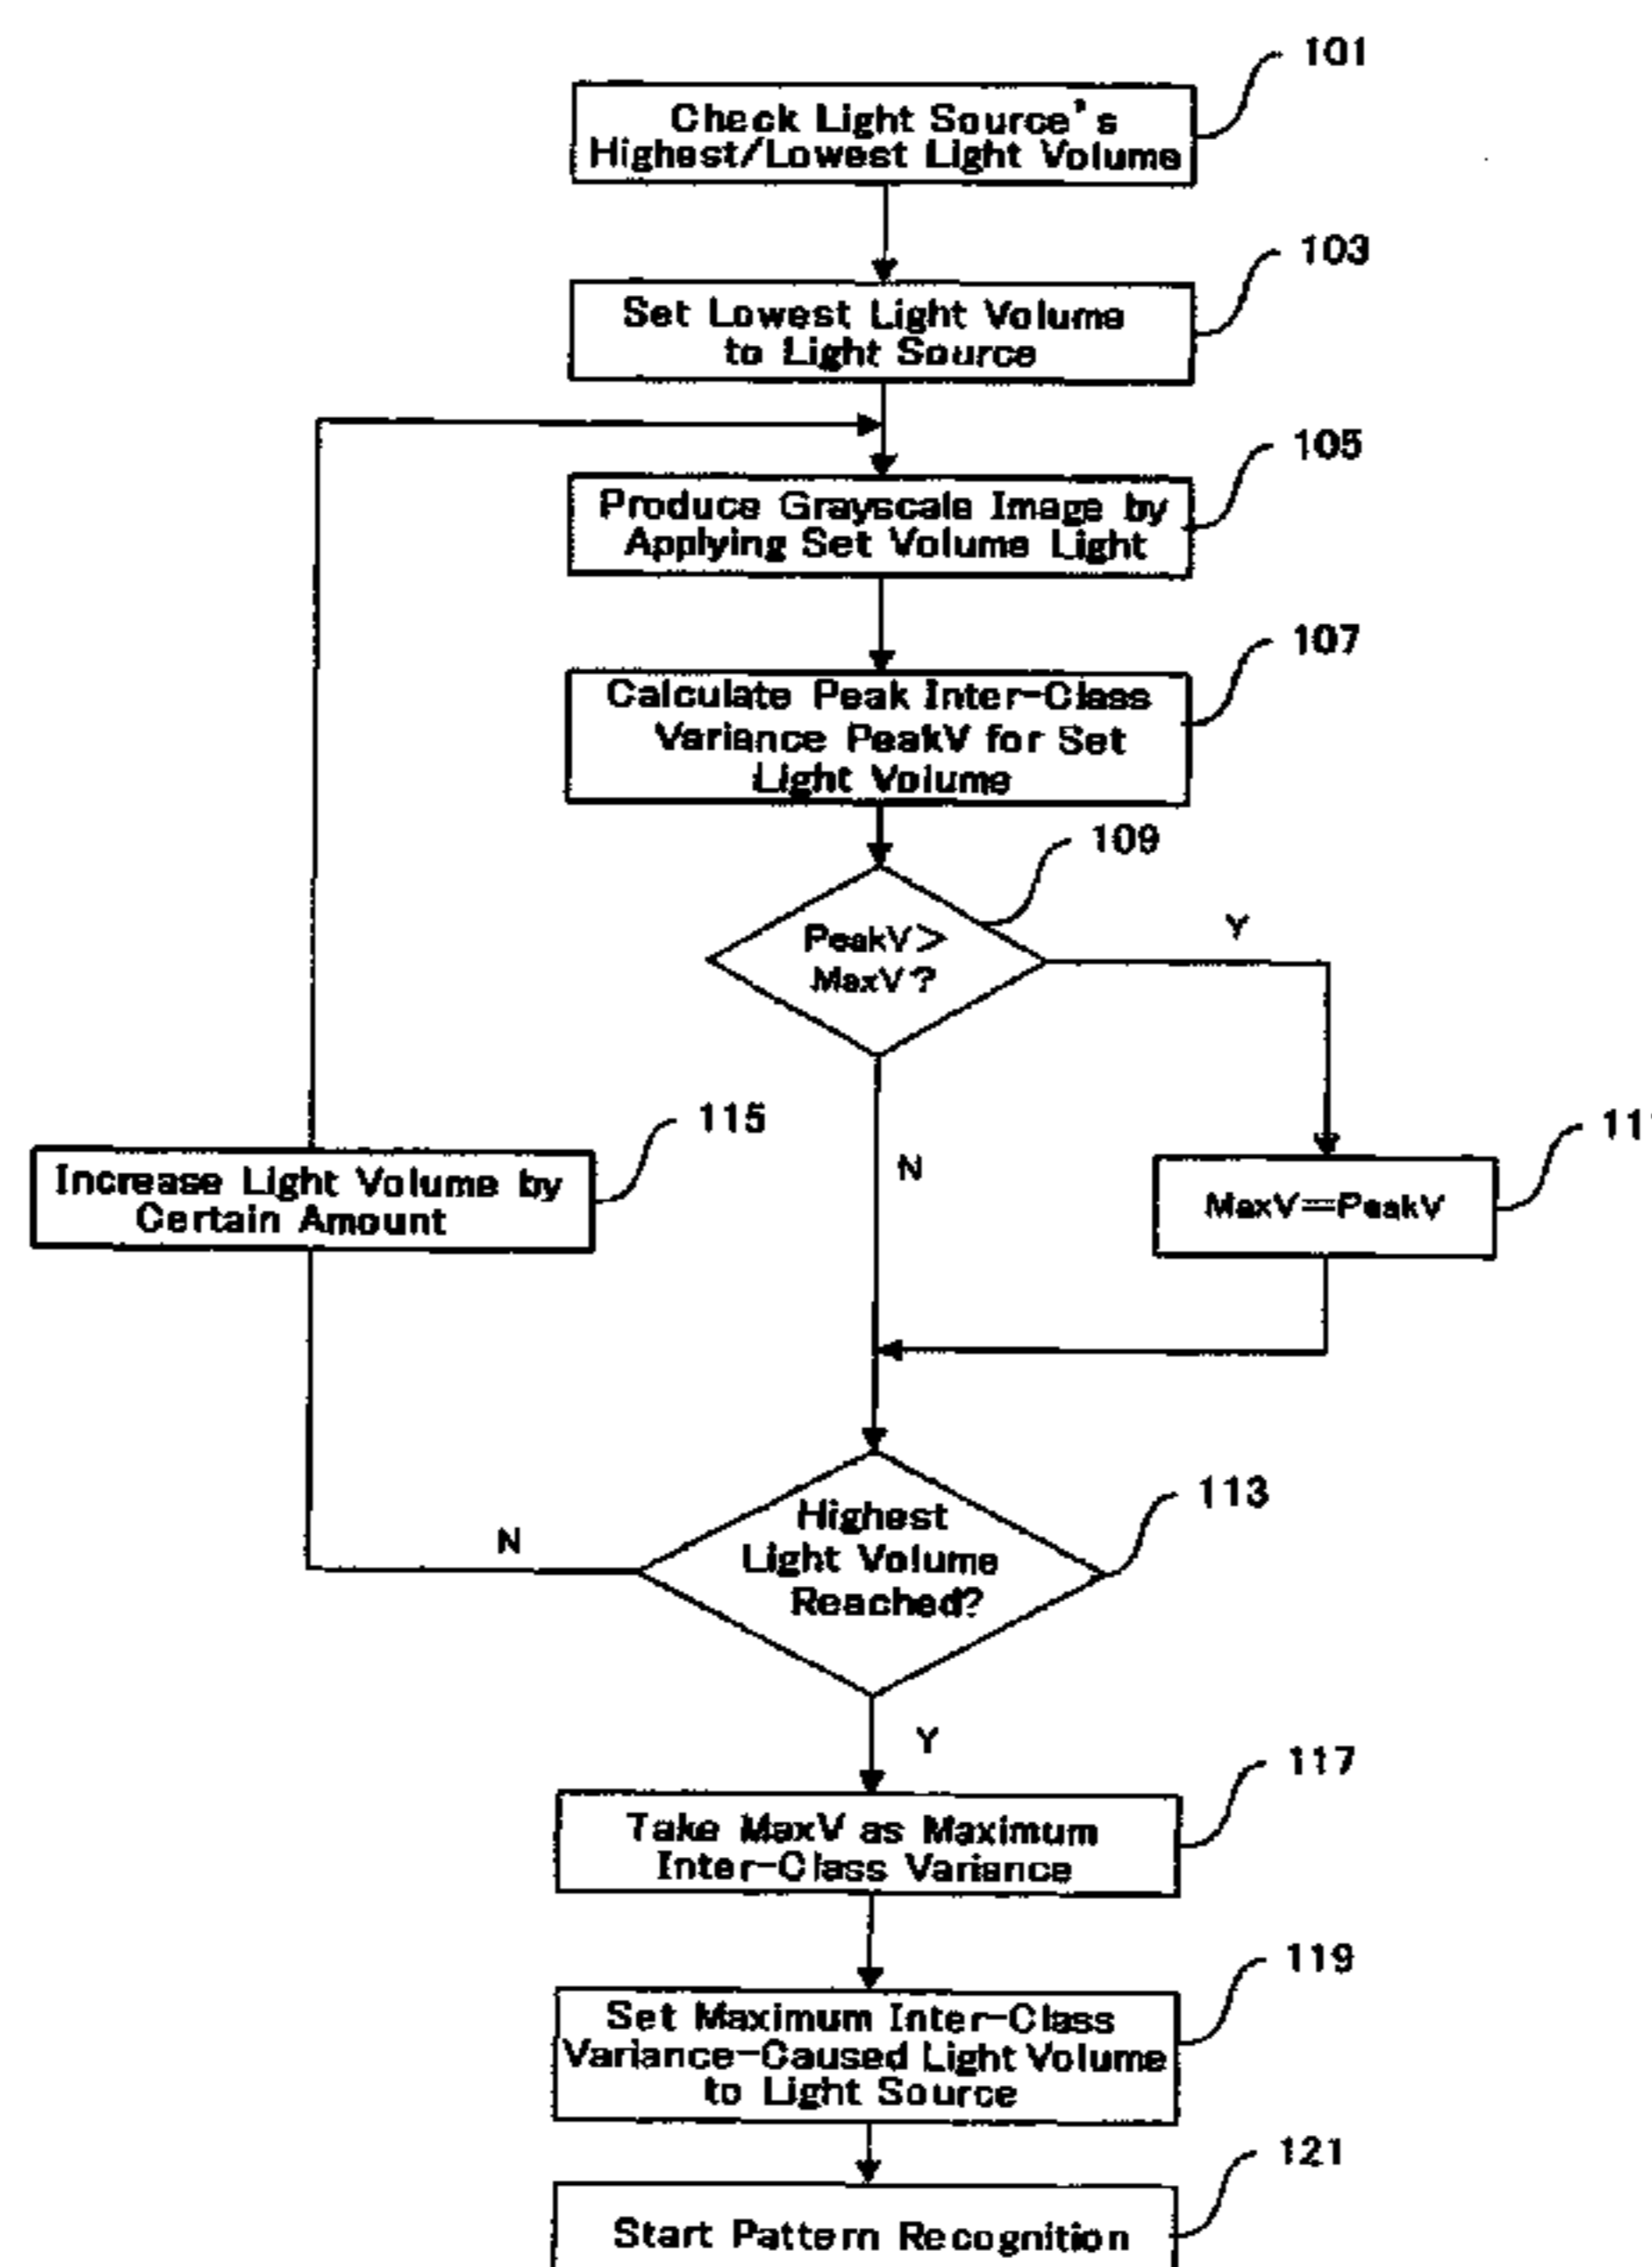 101
Check Light Source's
Highest/Lowest Light Volume
103
Set Lowest Light Volume
to Light Source
105
Produce Grayscale Image by
Applying Set Volume Light
107
Calculate Peak Inter-Class
Variance PeakV for Set
Light Volume
109
PeakV>
MaxV?
Y
N
115
Increase Light Volume by
Certain Amount
111
MaxV=PeakV
113
Highest
Light Volume
Reached?
N
Y
117
Take MaxV as Maximum
Inter-Class Variance
119
Set Maximum Inter-Class
Variance-Caused Light Volume
to Light Source
121
Start Pattern Recognition